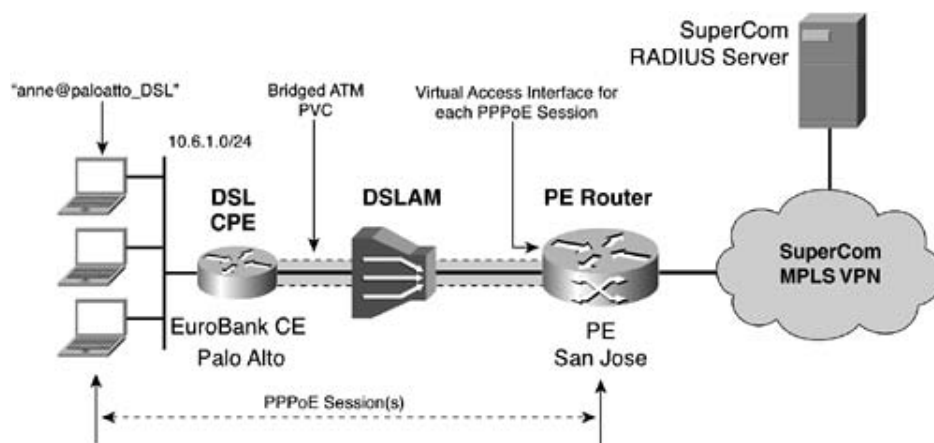 SuperCom
RADIUS Server
"anne@paloatto_DSL"
Bridged ATM
PVC
Virtual Access Interface for
each PPPoE Session
10.6.1.0/24
DSL
CPE
DSLAM
PE Router
SuperCom
MPLS VPN
EuroBank CE
Palo Alto
PE
San Jose
PPPoE Session(s)